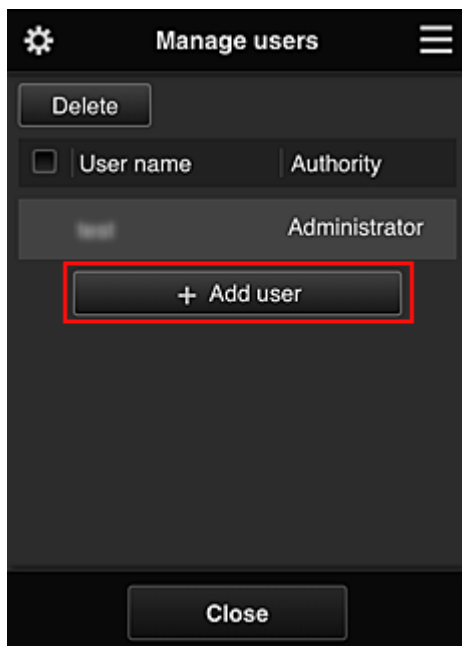 Manage users
Delete
User name Authority
Administrator
+ Add user
Close